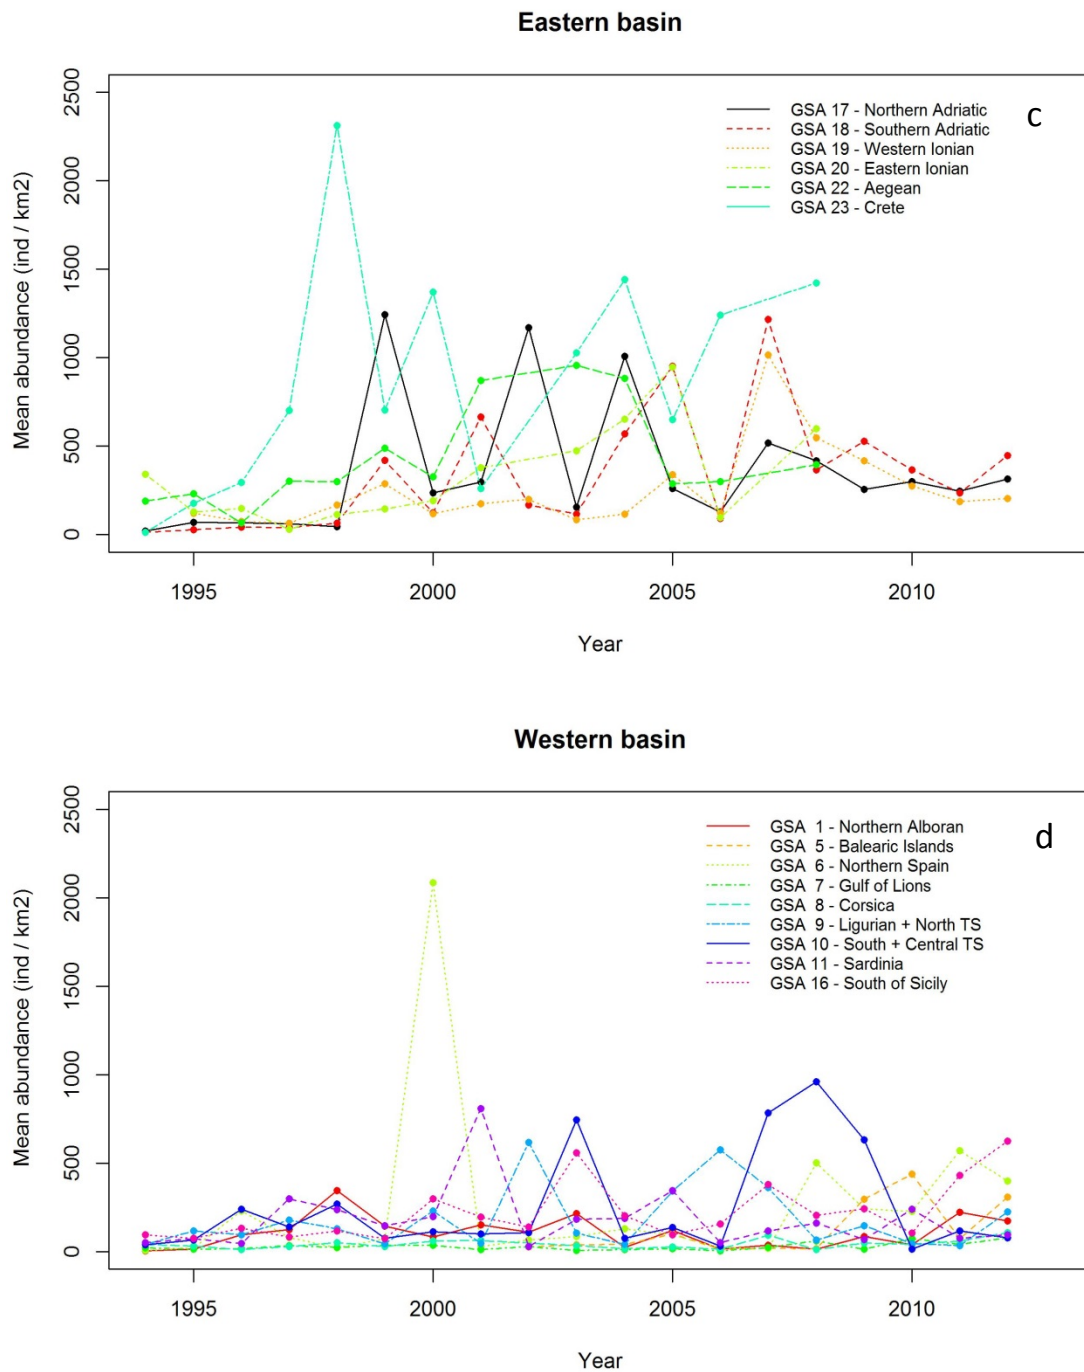 Eastern basin
c
2500
2000
1500
1000
500
0
Mean abundance (ind / km2)
GSA 17 - Northern Adriatic
GSA 18 - Southern Adriatic
GSA 19 - Western Ionian
GSA 20 - Eastern Ionian
GSA 22 - Aegean
GSA 23 - Crete
1995 2000 2005 2010
Year
Western basin
d
2500
2000
1500
1000
500
0
Mean abundance (ind / km2)
GSA 1 - Northern Alboran
GSA 5 - Balearic Islands
GSA 6 - Northern Spain
GSA 7 - Gulf of Lions
GSA 8 - Corsica
GSA 9 - Ligurian + North TS
GSA 10 - South + Central TS
GSA 11 - Sardinia
GSA 16 - South of Sicily
1995 2000 2005 2010
Year